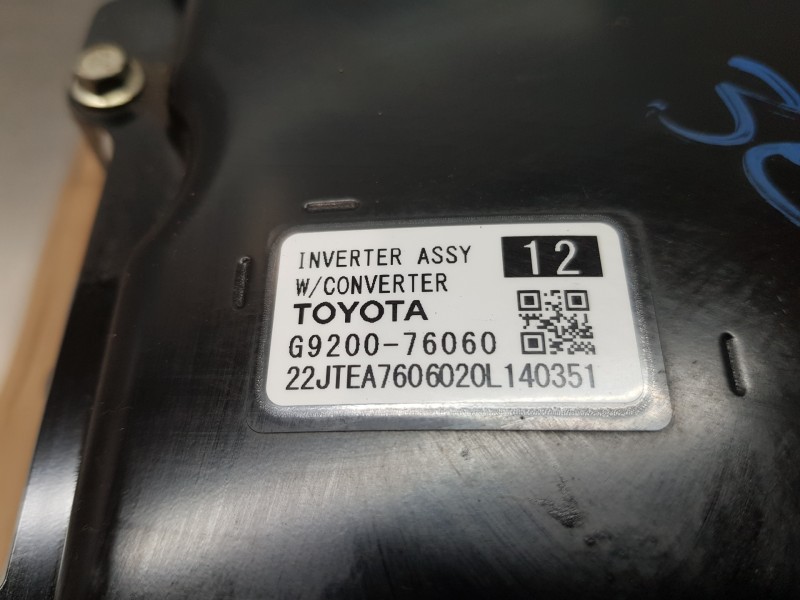 INVERTER ASSY 12
W/CONVERTER
TOYOTA
G9200-76060
22JTEA7606020L140351